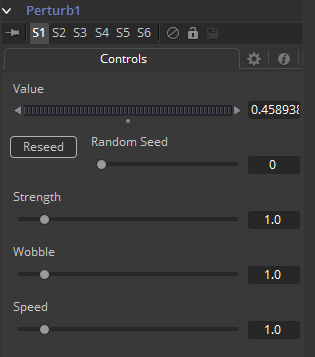 Perturb1
S1 S2 S3 S4 S5 S6
Controls
Value
0.458938
Reseed
Random Seed
0
Strength
1.0
Wobble
1.0
Speed
1.0